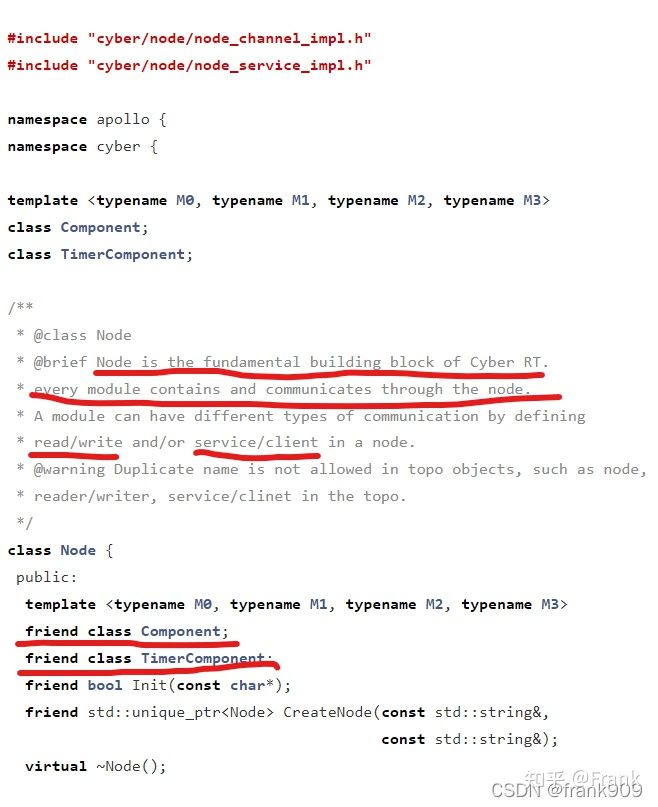 #include "cyber/node/node_channel_impl.h"
#include "cyber/node/node_service_impl.h"
namespace apollo {
namespace cyber {
template <typename M0, typename M1, typename M2, typename M3>
class Component;
class TimerComponent;
/**
* @class Node
* @brief Node is the fundamental building block of Cyber RT.
* every module contains and communicates through the node.
* A module can have different types of communication by defining
* read/write and/or service/client in a node.
* @warning Duplicate name is not allowed in topo objects, such as node,
* reader/writer, service/clinet in the topo.
*/
class Node {
public:
template <typename M0, typename M1, typename M2, typename M3>
friend class Component;
friend class TimerComponent;
friend bool Init(const char*);
friend std::unique_ptr<Node> CreateNode(const std::string&,
const std::string&);
virtual ~Node();
知乎 @Frank
CSDN @frank909